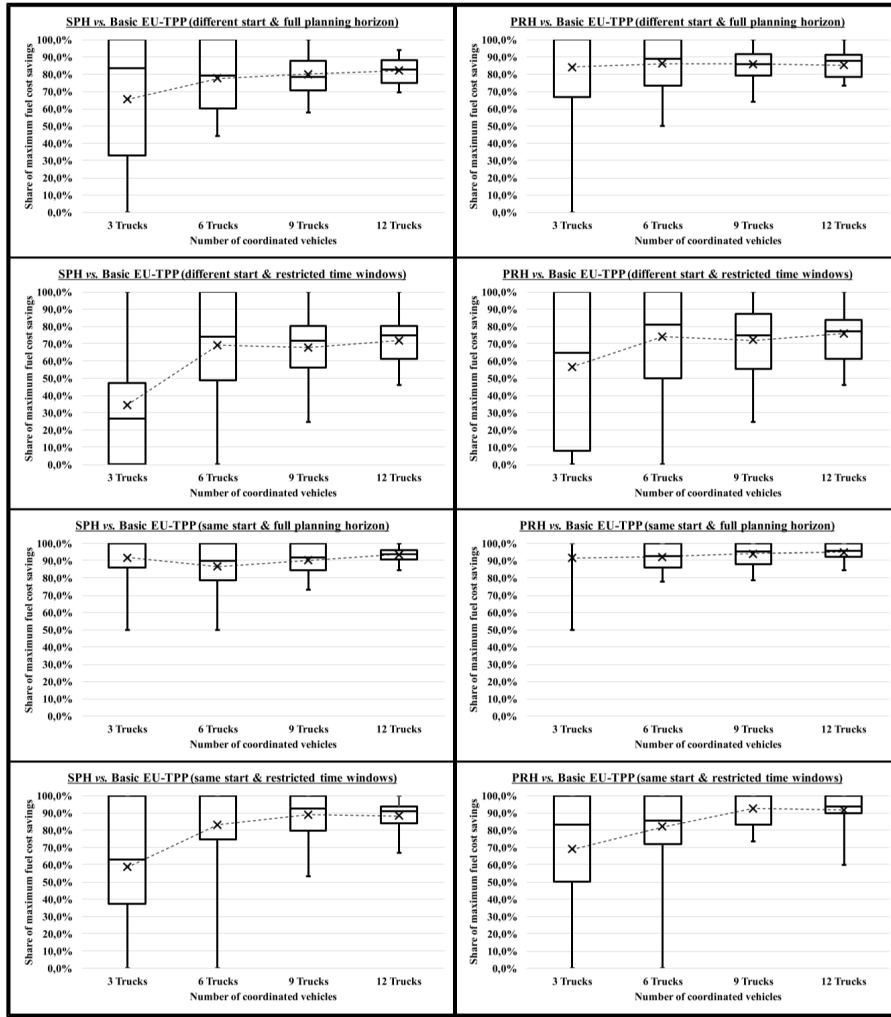 SPH vs. Basic EU-TPP (different start & full planning horizon)
Share of maximum fuel cost savings
100,0%
90,0%
80,0%
70,0%
60,0%
50,0%
40,0%
30,0%
20,0%
10,0%
0,0%
3 Trucks 6 Trucks 9 Trucks 12 Trucks
Number of coordinated vehicles
PRH vs. Basic EU-TPP (different start & full planning horizon)
Share of maximum fuel cost savings
100,0%
90,0%
80,0%
70,0%
60,0%
50,0%
40,0%
30,0%
20,0%
10,0%
0,0%
3 Trucks 6 Trucks 9 Trucks 12 Trucks
Number of coordinated vehicles
SPH vs. Basic EU-TPP (different start & restricted time windows)
Share of maximum fuel cost savings
100,0%
90,0%
80,0%
70,0%
60,0%
50,0%
40,0%
30,0%
20,0%
10,0%
0,0%
3 Trucks 6 Trucks 9 Trucks 12 Trucks
Number of coordinated vehicles
PRH vs. Basic EU-TPP (different start & restricted time windows)
Share of maximum fuel cost savings
100,0%
90,0%
80,0%
70,0%
60,0%
50,0%
40,0%
30,0%
20,0%
10,0%
0,0%
3 Trucks 6 Trucks 9 Trucks 12 Trucks
Number of coordinated vehicles
SPH vs. Basic EU-TPP (same start & full planning horizon)
Share of maximum fuel cost savings
100,0%
90,0%
80,0%
70,0%
60,0%
50,0%
40,0%
30,0%
20,0%
10,0%
0,0%
3 Trucks 6 Trucks 9 Trucks 12 Trucks
Number of coordinated vehicles
PRH vs. Basic EU-TPP (same start & full planning horizon)
Share of maximum fuel cost savings
100,0%
90,0%
80,0%
70,0%
60,0%
50,0%
40,0%
30,0%
20,0%
10,0%
0,0%
3 Trucks 6 Trucks 9 Trucks 12 Trucks
Number of coordinated vehicles
SPH vs. Basic EU-TPP (same start & restricted time windows)
Share of maximum fuel cost savings
100,0%
90,0%
80,0%
70,0%
60,0%
50,0%
40,0%
30,0%
20,0%
10,0%
0,0%
3 Trucks 6 Trucks 9 Trucks 12 Trucks
Number of coordinated vehicles
PRH vs. Basic EU-TPP (same start & restricted time windows)
Share of maximum fuel cost savings
100,0%
90,0%
80,0%
70,0%
60,0%
50,0%
40,0%
30,0%
20,0%
10,0%
0,0%
3 Trucks 6 Trucks 9 Trucks 12 Trucks
Number of coordinated vehicles